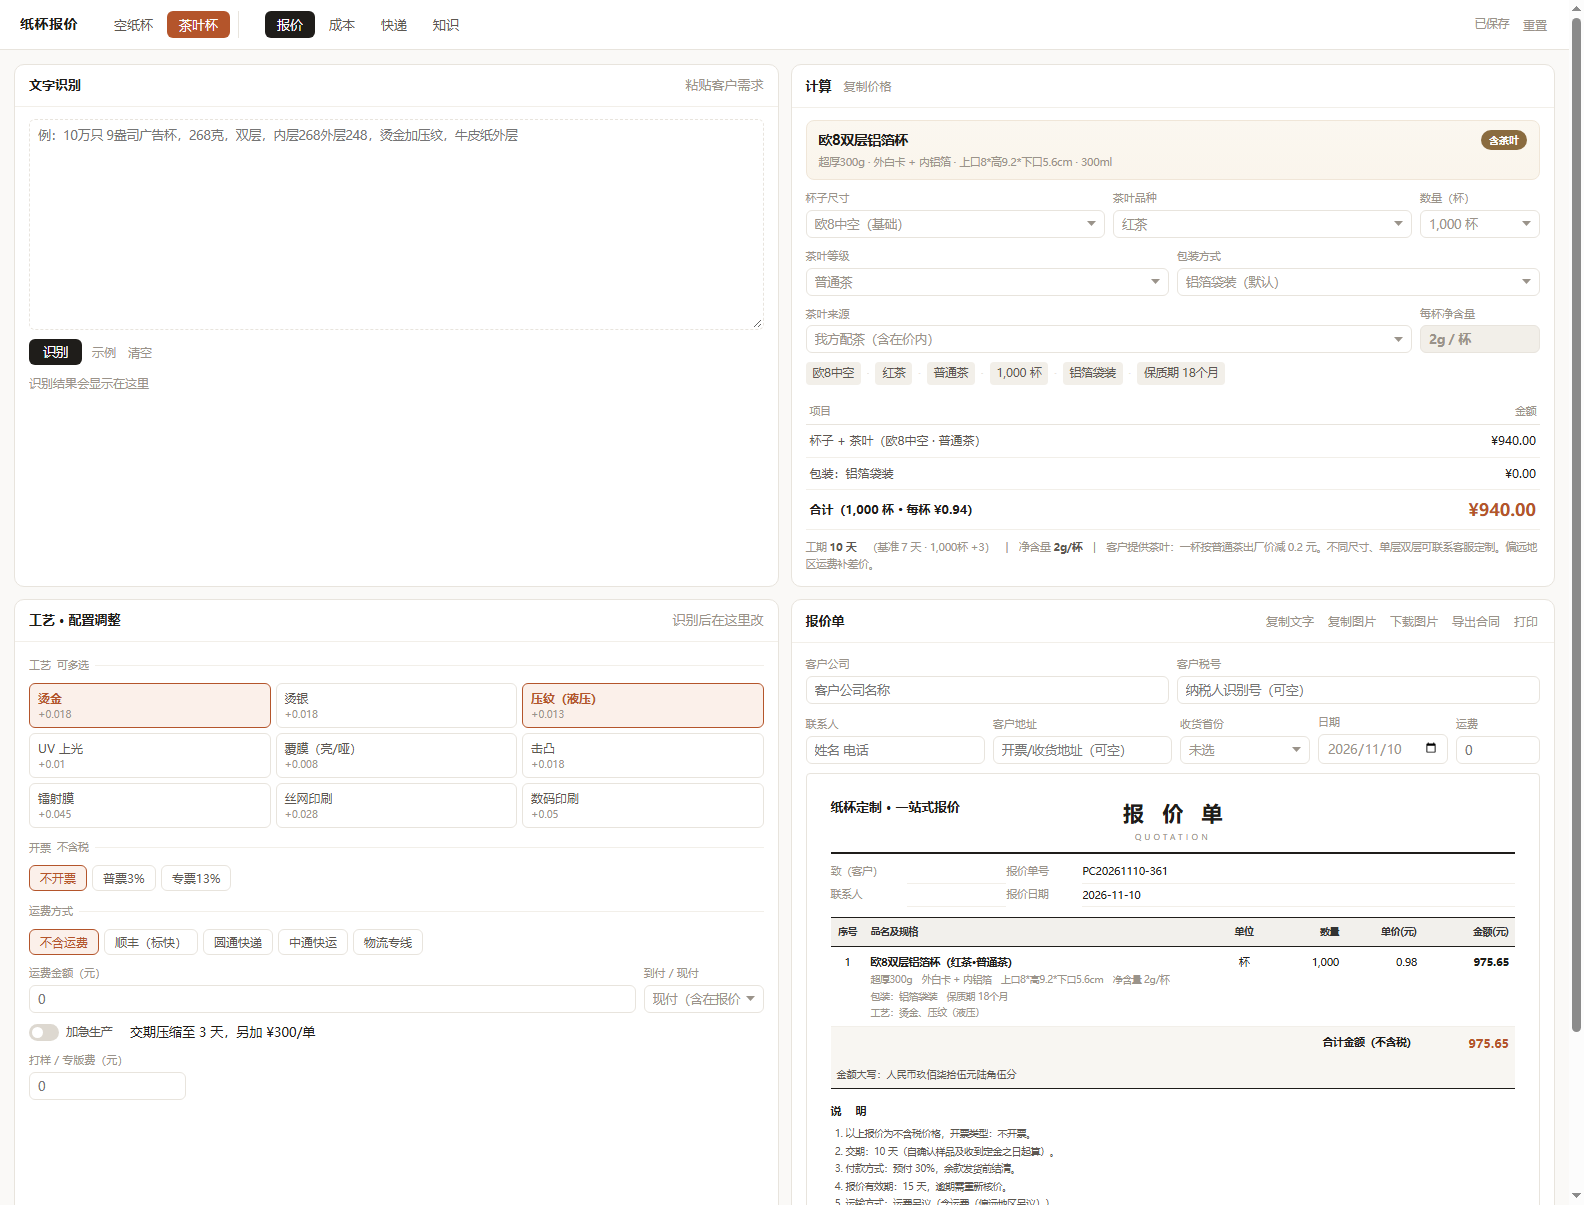 纸杯报价 空纸杯 茶叶杯 报价 成本 快递 知识 已保存 重置
文字识别 粘贴客户需求
例：10万只 9盎司广告杯，268克，双层，内层268外层248，烫金加压纹，牛皮纸外层
识别 示例 清空
识别结果会显示在这里
计算 复制价格
欧8双层铝箔杯 含茶叶
超厚300g · 外白卡 + 内铝箔 · 上口8*高9.2*下口5.6cm · 300ml
杯子尺寸 茶叶品种 数量（杯）
欧8中空（基础） 红茶 1,000 杯
茶叶等级 包装方式
普通茶 铝箔袋装（默认）
茶叶来源 每杯净含量
我方配茶（含在价内） 2g / 杯
欧8中空 · 红茶 · 普通茶 · 1,000 杯 · 铝箔袋装 · 保质期 18个月
项目 金额
杯子 + 茶叶（欧8中空 · 普通茶） ¥940.00
包装：铝箔袋装 ¥0.00
合计（1,000 杯 • 每杯 ¥0.94） ¥940.00
工期 10 天 （基准 7 天 · 1,000杯 +3） | 净含量 2g/杯 | 客户提供茶叶：一杯按普通茶出厂价减 0.2 元。不同尺寸、单层双层可联系客服定制。偏远地
区运费补差价。
工艺 • 配置调整 识别后在这里改
工艺 可多选
烫金 烫银 压纹（液压）
+0.018 +0.018 +0.013
UV 上光 覆膜（亮/哑） 击凸
+0.01 +0.008 +0.018
镭射膜 丝网印刷 数码印刷
+0.045 +0.028 +0.05
开票 不含税
不开票 普票3% 专票13%
运费方式
不含运费 顺丰（标快） 圆通快递 中通快运 物流专线
运费金额（元） 到付 / 现付
0 现付（含在报价
加急生产 交期压缩至 3 天，另加 ¥300/单
打样 / 专版费（元）
0
报价单 复制文字 复制图片 下载图片 导出合同 打印
客户公司 客户税号
客户公司名称 纳税人识别号（可空）
联系人 客户地址 收货省份 日期 运费
姓名 电话 开票/收货地址（可空） 未选 2026/11/10 0
纸杯定制 • 一站式报价 报 价 单
QUOTATION
致（客户） 报价单号 PC20261110-361
联系人 报价日期 2026-11-10
序号 品名及规格 单位 数量 单价(元) 金额(元)
1 欧8双层铝箔杯（红茶•普通茶） 杯 1,000 0.98 975.65
超厚300g 外白卡 + 内铝箔 上口8*高9.2*下口5.6cm 净含量 2g/杯
包装：铝箔袋装 保质期 18个月
工艺：烫金、压纹（液压）
合计金额（不含税） 975.65
金额大写：人民币玖佰柒拾伍元陆角伍分
说 明
1. 以上报价为不含税价格，开票类型：不开票。
2. 交期：10 天（自确认样品及收到定金之日起算）。
3. 付款方式：预付 30%，余款发货前结清。
4. 报价有效期：15 天，逾期需重新核价。
5. 运输方式：运费另议（含运费（偏远地区另议））